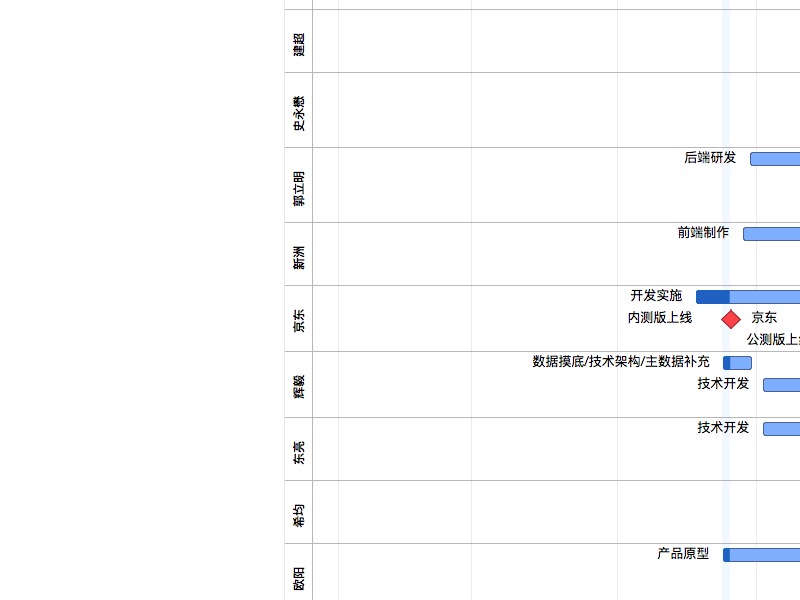 建超
史永懋
郭立明
后端研发
新洲
前端制作
京东
开发实施
内测版上线
京东
公测版上
辉毅
数据摸底/技术架构/主数据补充
技术开发
东亮
技术开发
希均
欧阳
产品原型